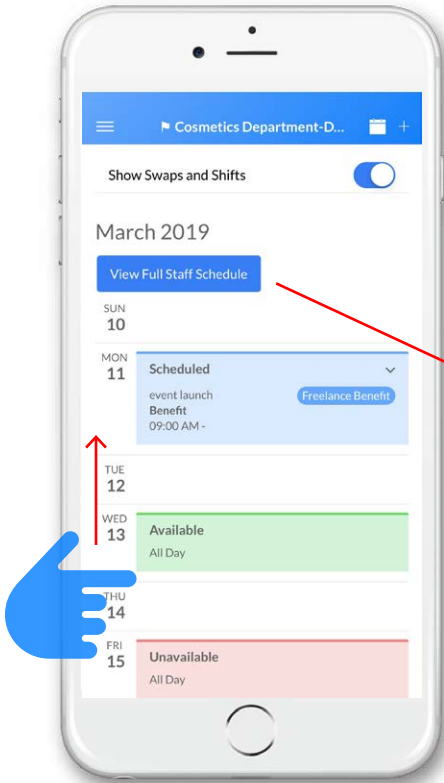 Cosmetics Department-D...
Show Swaps and Shifts
March 2019
View Full Staff Schedule
SUN
10
MON
11
Scheduled
event launch
Freelance Benefit
Benefit
09:00 AM -
TUE
12
WED
13
Available
All Day
THU
14
FRI
15
Unavailable
All Day